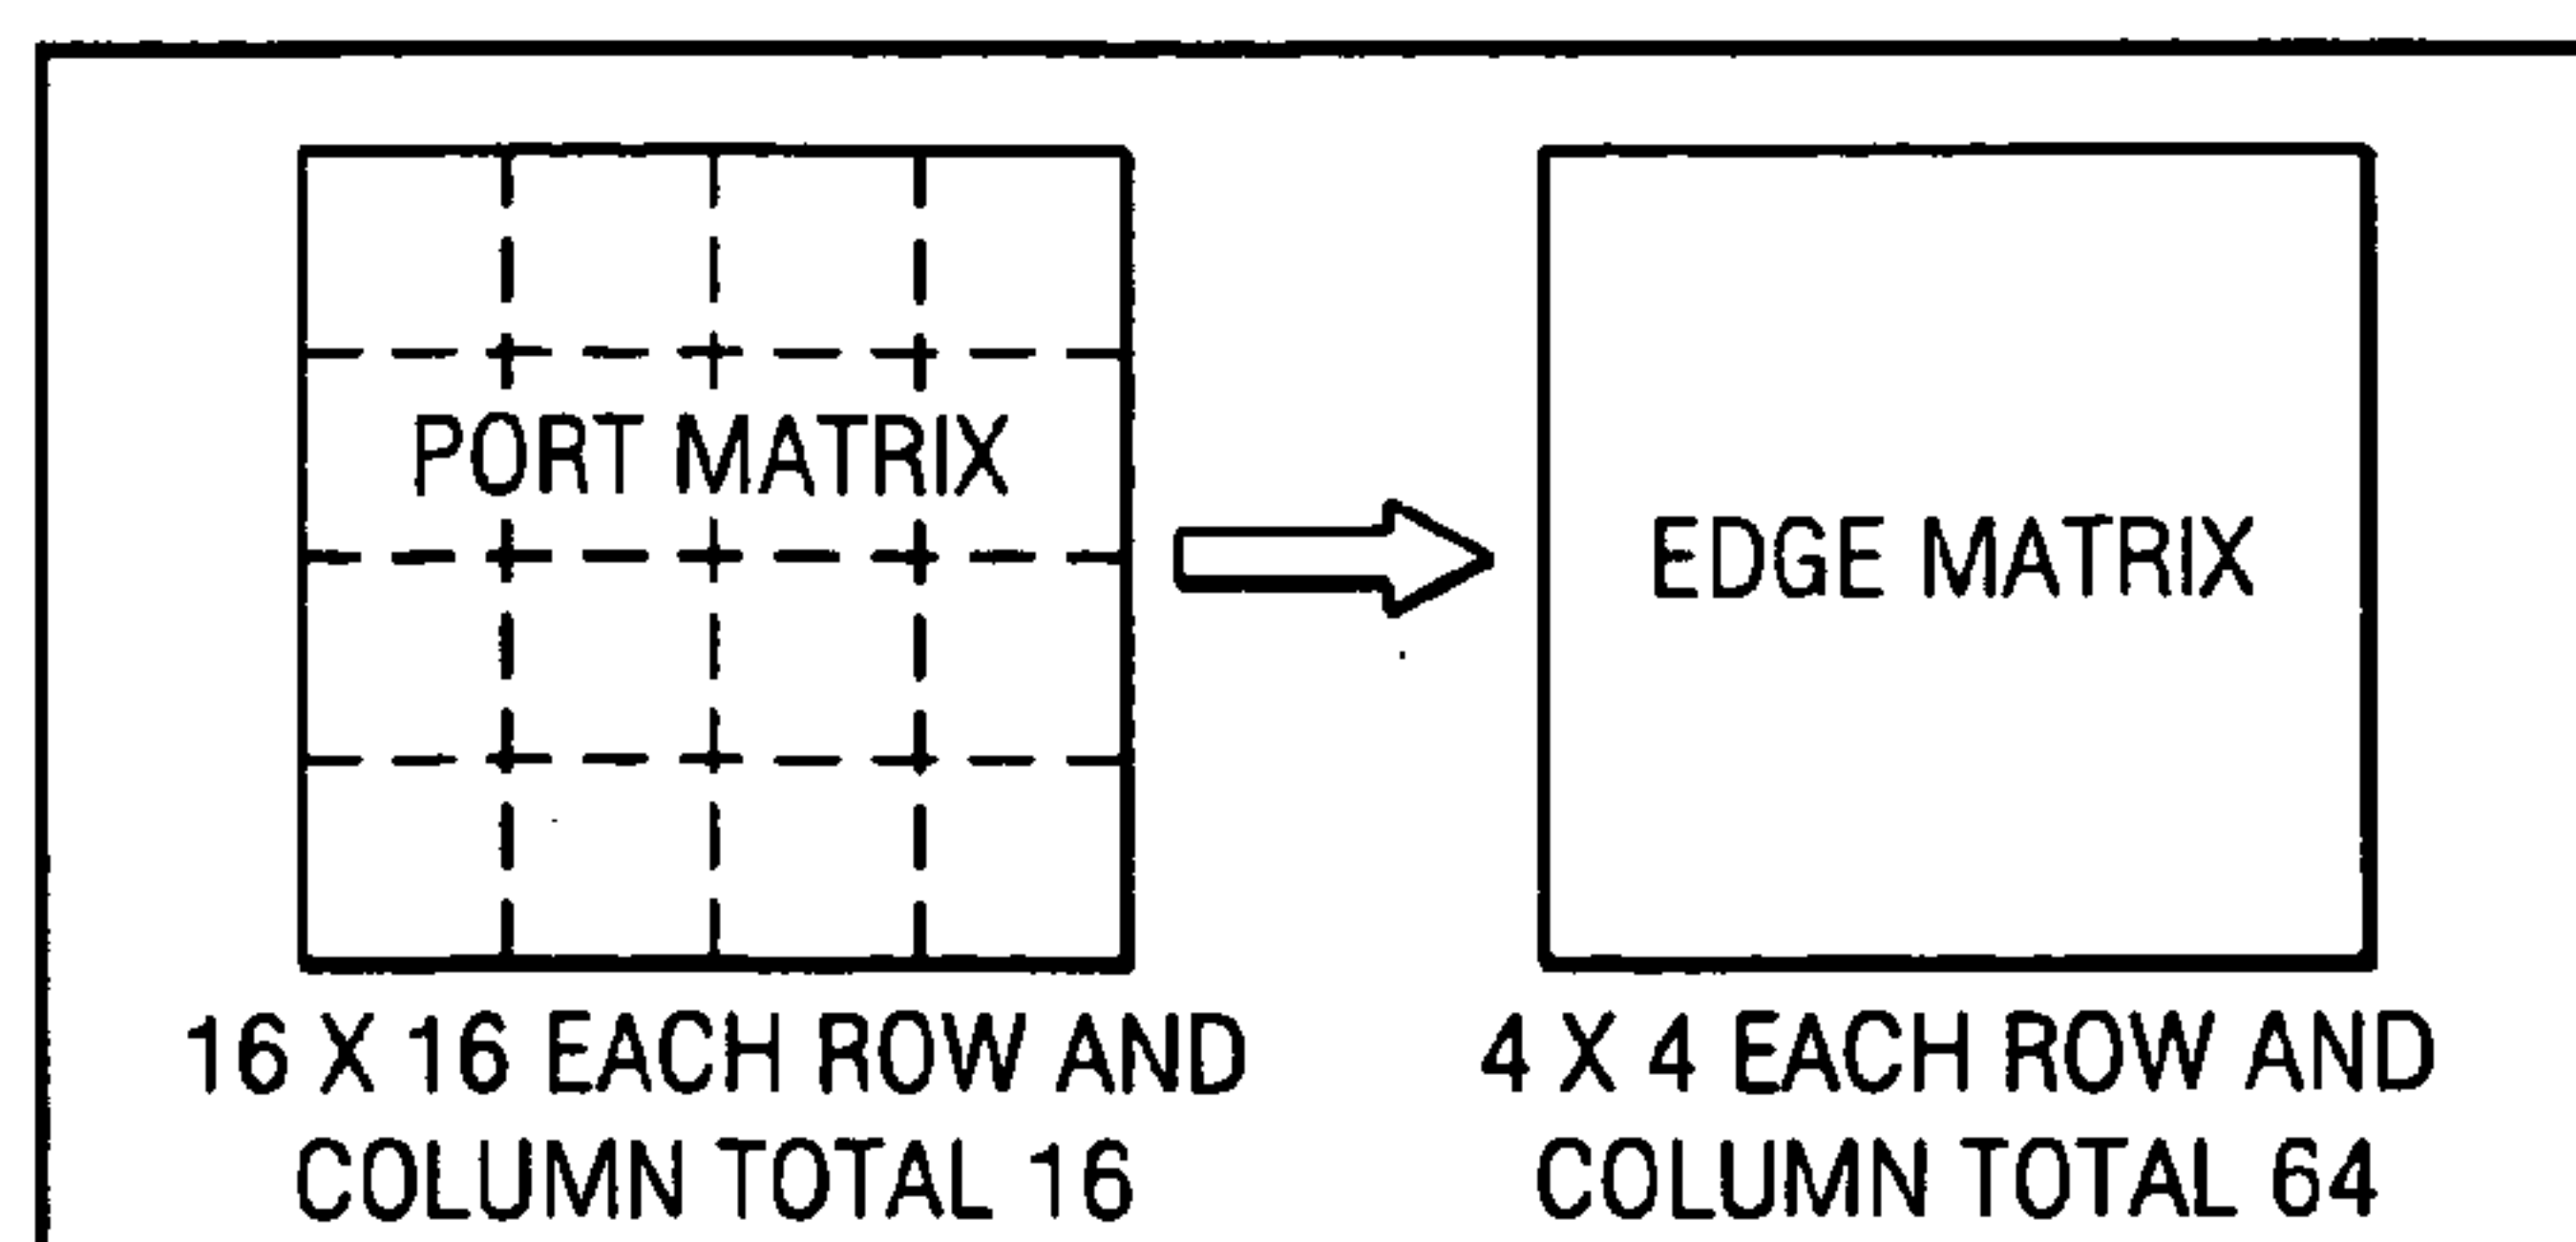 PORT MATRIX
EDGE MATRIX
16 X 16 EACH ROW AND
COLUMN TOTAL 16
4 X 4 EACH ROW AND
COLUMN TOTAL 64